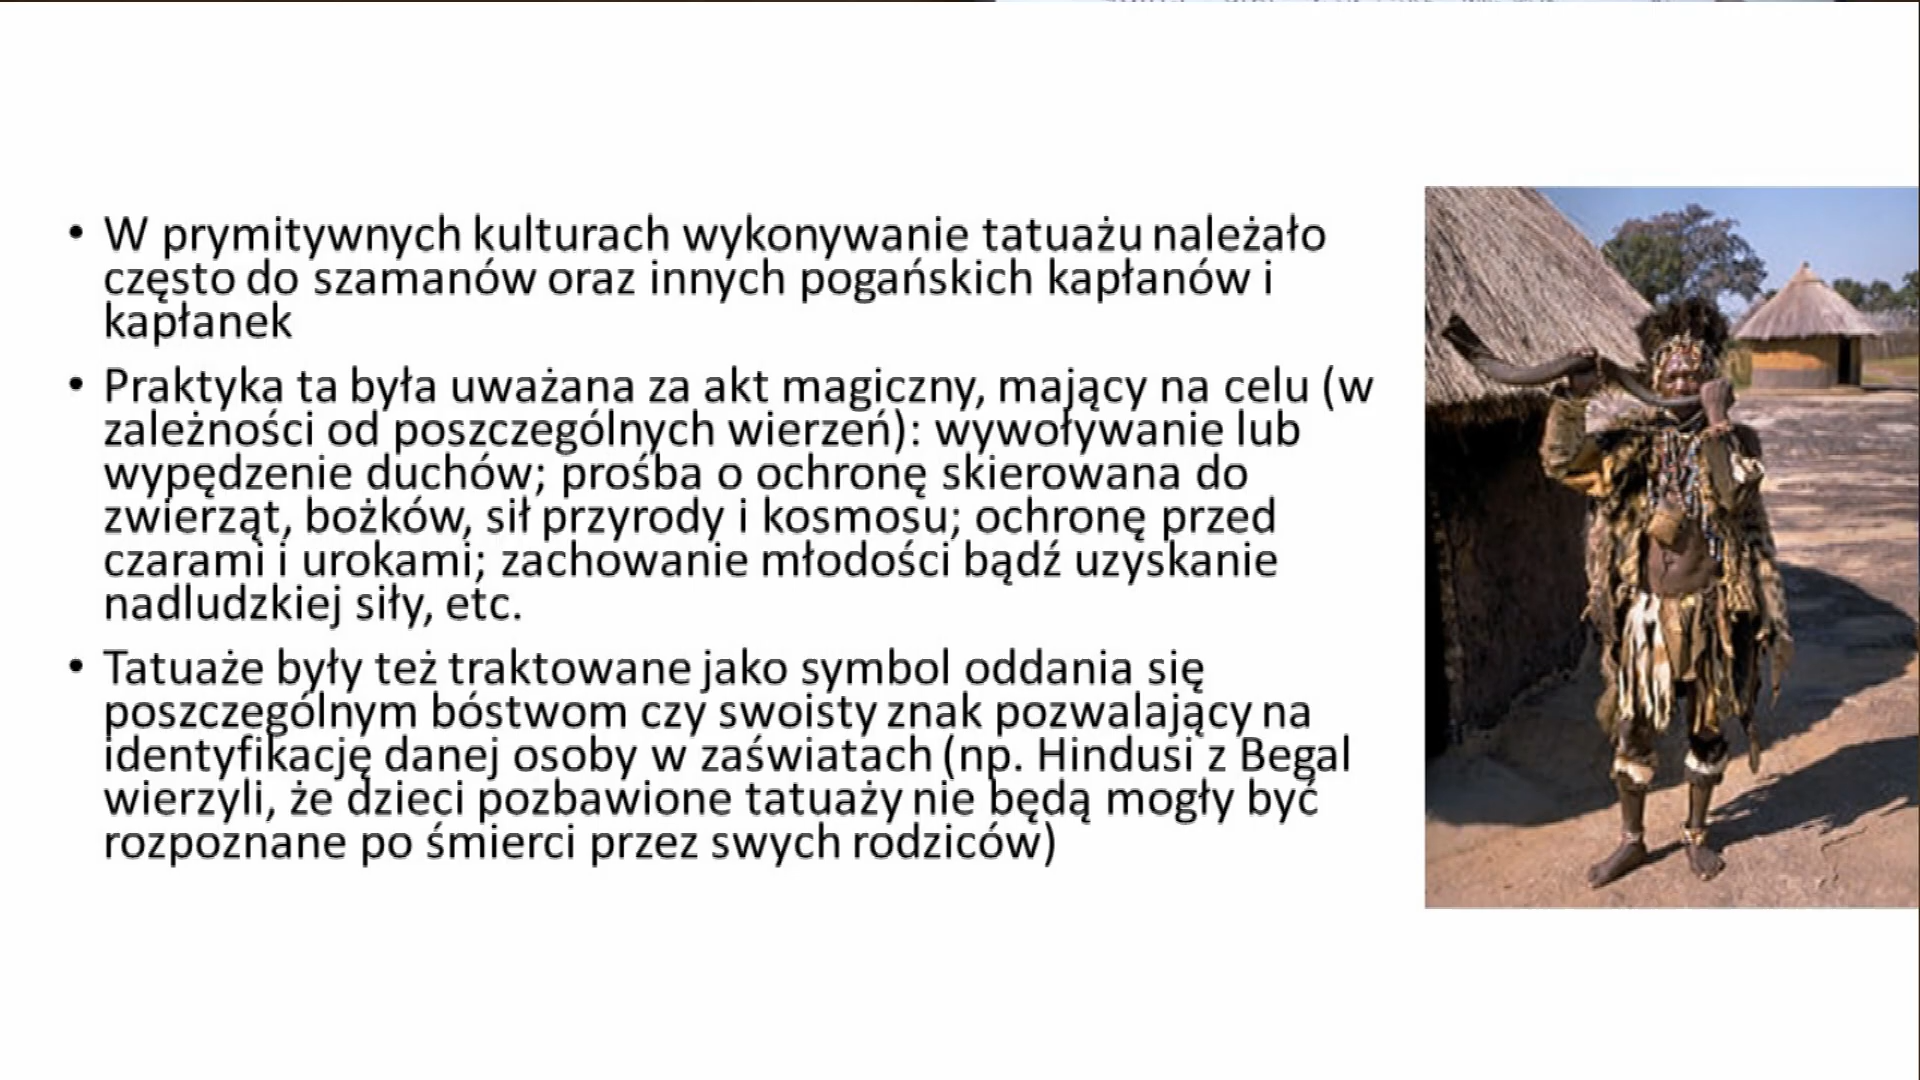 • W prymitywnych kulturach wykonywanie tatuażu należało
często do szamanów oraz innych pogańskich kapłanów i
kapłanek
• Praktyka ta była uważana za akt magiczny, mający na celu (w
zależności od poszczególnych wierzeń): wywoływanie lub
wypędzenie duchów; prośba o ochronę skierowana do
zwierząt, bożków, sił przyrody i kosmosu; ochronę przed
czarami i urokami; zachowanie młodości bądź uzyskanie
nadludzkiej siły, etc.
• Tatuaże były też traktowane jako symbol oddania się
poszczególnym bóstwom czy swoisty znak pozwalający na
identyfikację danej osoby w zaświatach (np. Hindusi z Begal
wierzyli, że dzieci pozbawione tatuaży nie będą mogły być
rozpoznane po śmierci przez swych rodziców)